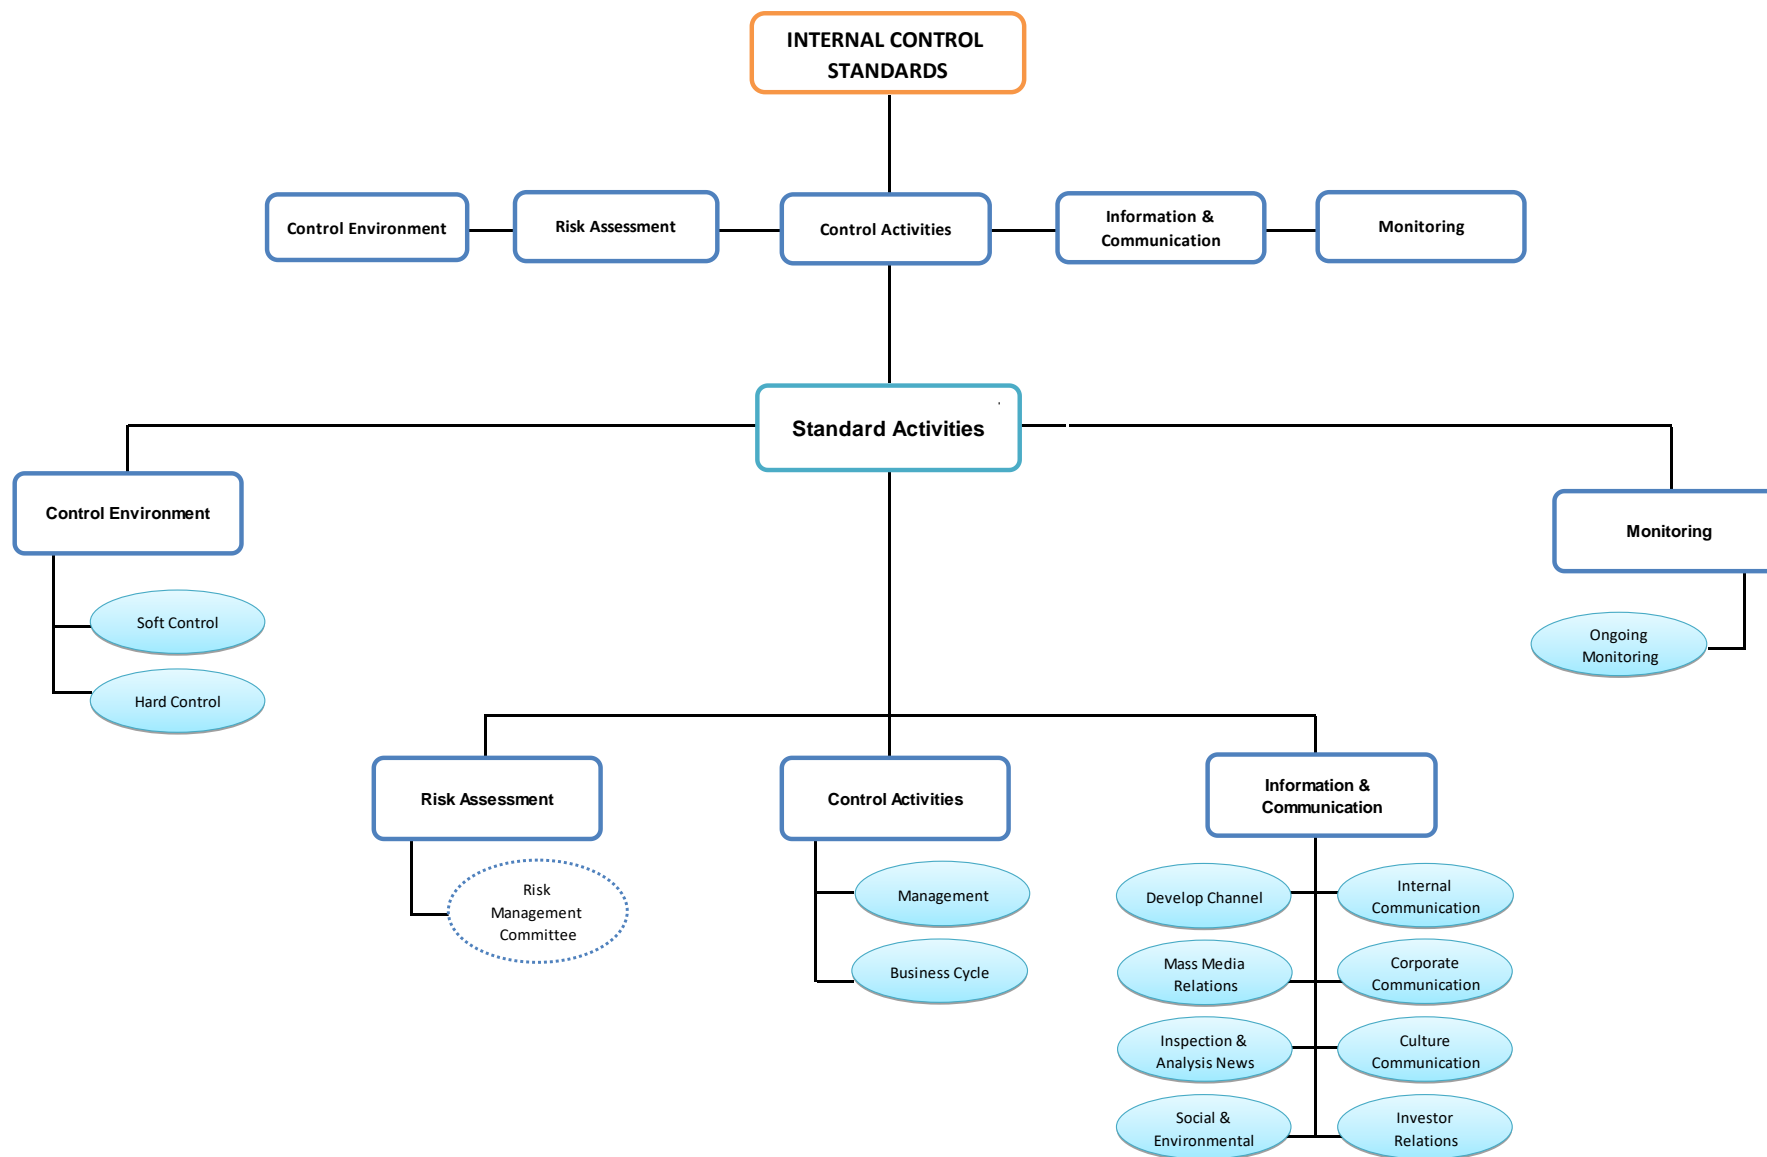 INTERNAL CONTROL
STANDARDS
Control Environment
Risk Assessment
Control Activities
Information &
Communication
Monitoring
Standard Activities
Control Environment
Monitoring
Soft Control
Hard Control
Ongoing
Monitoring
Risk Assessment
Control Activities
Information &
Communication
Risk
Management
Committee
Management
Business Cycle
Develop Channel
Internal
Communication
Mass Media
Relations
Corporate
Communication
Inspection &
Analysis News
Culture
Communication
Social &
Environmental
Investor
Relations